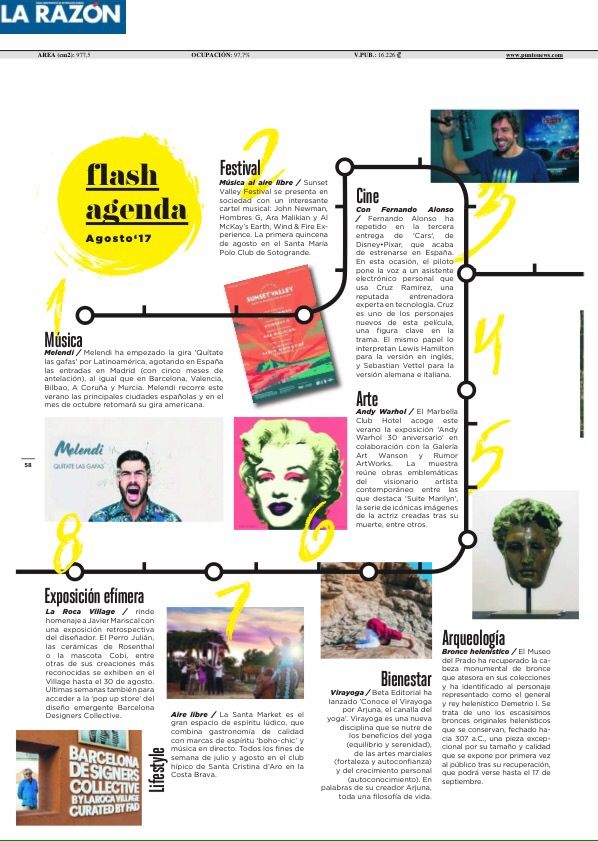 LA RAZÓN
AREA (cm2): 977,5 OCUPACIÓN: 97,7% V.PUB.: 16.226 € www.puntonews.com
flash
agenda
Agosto'17
1
Música
Melendi / Melendi ha empezado la gira 'Quítate
las gafas' por Latinoamérica, agotando en España
las entradas en Madrid (con cinco meses de
antelación), al igual que en Barcelona, Valencia,
Bilbao, A Coruña y Murcia. Melendi recorre este
verano las principales ciudades españolas y en el
mes de octubre retomará su gira americana.
Melendi
QUÍTATE LAS GAFAS
58
2
Festival
Música al aire libre / Sunset
Valley Festival se presenta en
sociedad con un interesante
cartel musical: John Newman,
Hombres G, Ara Malikian y Al
McKay's Earth, Wind & Fire Ex-
perience. La primera quincena
de agosto en el Santa María
Polo Club de Sotogrande.
SUNSET VALLEY
3
Cine
Con Fernando Alonso
/ Fernando Alonso ha
repetido en la tercera
entrega de 'Cars', de
Disney•Pixar, que acaba
de estrenarse en España.
En esta ocasión, el piloto
pone la voz a un asistente
electrónico personal que
usa Cruz Ramírez, una
reputada entrenadora
experta en tecnología. Cruz
es uno de los personajes
nuevos de esta película,
una figura clave en la
trama. El mismo papel lo
interpretan Lewis Hamilton
para la versión en inglés,
y Sebastian Vettel para la
versión alemana e italiana.
4
Arte
Andy Warhol / El Marbella
Club Hotel acoge este
verano la exposición 'Andy
Warhol 30 aniversario' en
colaboración con la Galería
Art Wanson y Rumor
ArtWorks. La muestra
reúne obras emblemáticas
del visionario artista
contemporáneo entre las
que destaca 'Suite Marilyn',
la serie de icónicas imágenes
de la actriz creadas tras su
muerte, entre otros.
5
Arqueología
Bronce helenístico / El Museo
del Prado ha recuperado la ca-
beza monumental de bronce
que atesora en sus colecciones
y ha identificado al personaje
representado como el general
y rey helenístico Demetrio I. Se
trata de uno los escasísimos
bronces originales helenísticos
que se conservan, fechado ha-
cia 307 a.C., una pieza excep-
cional por su tamaño y calidad
que se expone por primera vez
al público tras su recuperación,
que podrá verse hasta el 17 de
septiembre.
6
Bienestar
Virayoga / Beta Editorial ha
lanzado 'Conoce el Virayoga
por Arjuna, el canalla del
yoga'. Virayoga es una nueva
disciplina que se nutre de
los beneficios del yoga
(equilibrio y serenidad),
de las artes marciales
(fortaleza y autoconfianza)
y del crecimiento personal
(autoconocimiento). En
palabras de su creador Arjuna,
toda una filosofía de vida.
7
Lifestyle
Aire libre / La Santa Market es el
gran espacio de espíritu lúdico, que
combina gastronomía de calidad
con marcas de espíritu 'boho-chic' y
música en directo. Todos los fines de
semana de julio y agosto en el club
hípico de Santa Cristina d'Aro en la
Costa Brava.
8
Exposición efímera
La Roca Village / rinde
homenaje a Javier Mariscal con
una exposición retrospectiva
del diseñador. El Perro Julián,
las cerámicas de Rosenthal
o la mascota Cobi, entre
otras de sus creaciones más
reconocidas se exhiben en el
Village hasta el 30 de agosto.
Últimas semanas también para
acceder a la 'pop up store' del
diseño emergente Barcelona
Designers Collective.
BARCELONA
DESIGNERS
COLLECTIVE
BY LA ROCA VILLAGE
CURATED BY FAD